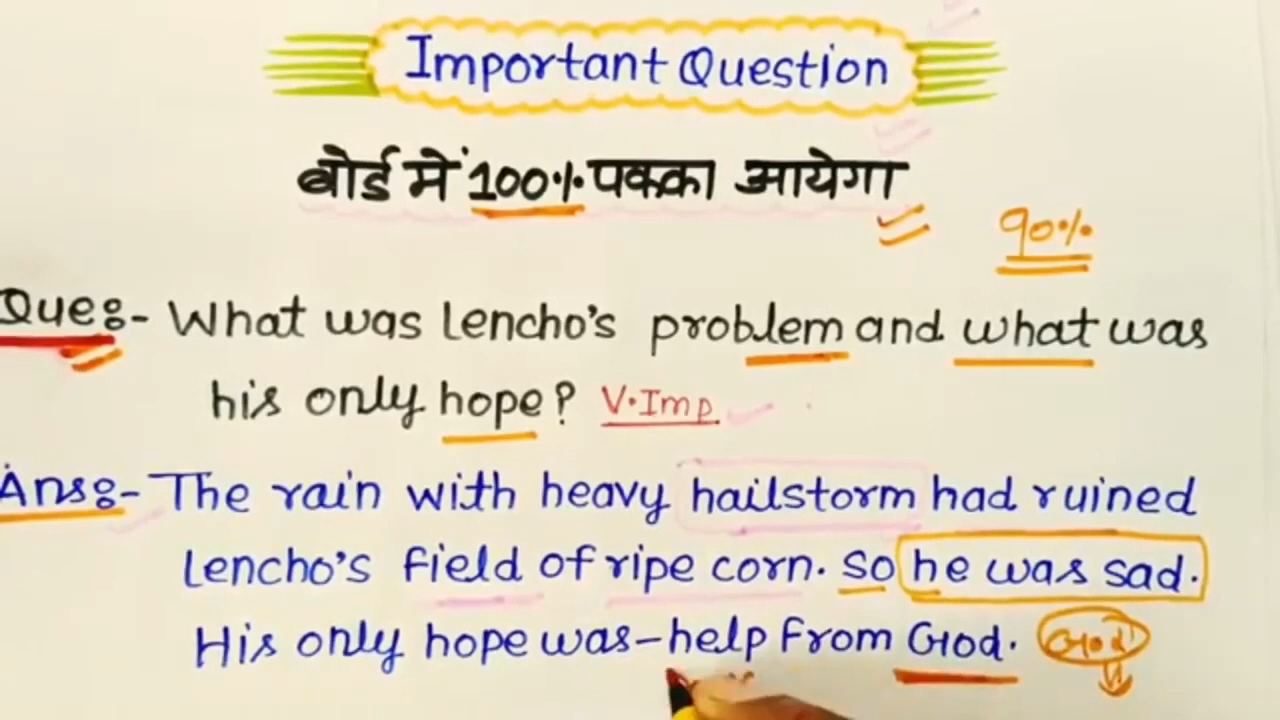 Important Question
बोर्ड में 100% पक्का आयेगा
90%
Ques- What was Lencho's problem and what was
his only hope? V.Imp
Ans- The rain with heavy hailstorm had ruined
Lencho's field of ripe corn. so he was sad.
His only hope was-help from God. God